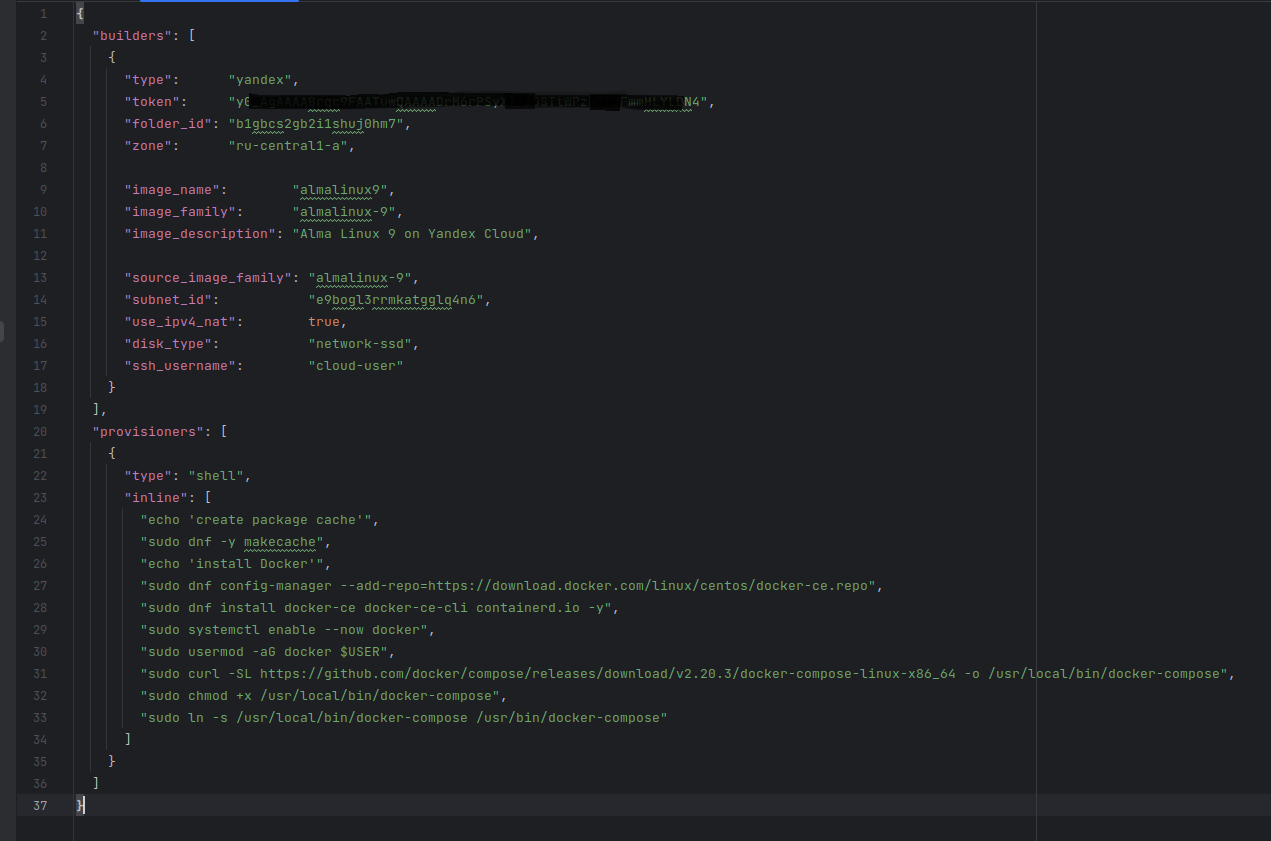 1 {
2 "builders": [
3 {
4 "type": "yandex",
5 "token": N4",
6 "folder_id": "b1gbcs2gb2i1shuj0hm7",
7 "zone": "ru-central1-a",
8
9 "image_name": "almalinux9",
10 "image_family": "almalinux-9",
11 "image_description": "Alma Linux 9 on Yandex Cloud",
12
13 "source_image_family": "almalinux-9",
14 "subnet_id": "e9bogl3rrmkatgglq4n6",
15 "use_ipv4_nat": true,
16 "disk_type": "network-ssd",
17 "ssh_username": "cloud-user"
18 }
19 ],
20 "provisioners": [
21 {
22 "type": "shell",
23 "inline": [
24 "echo 'create package cache'",
25 "sudo dnf -y makecache",
26 "echo 'install Docker'",
27 "sudo dnf config-manager --add-repo=https://download.docker.com/linux/centos/docker-ce.repo",
28 "sudo dnf install docker-ce docker-ce-cli containerd.io -y",
29 "sudo systemctl enable --now docker",
30 "sudo usermod -aG docker $USER",
31 "sudo curl -SL https://github.com/docker/compose/releases/download/v2.20.3/docker-compose-linux-x86_64 -o /usr/local/bin/docker-compose",
32 "sudo chmod +x /usr/local/bin/docker-compose",
33 "sudo ln -s /usr/local/bin/docker-compose /usr/bin/docker-compose"
34 ]
35 }
36 ]
37 }